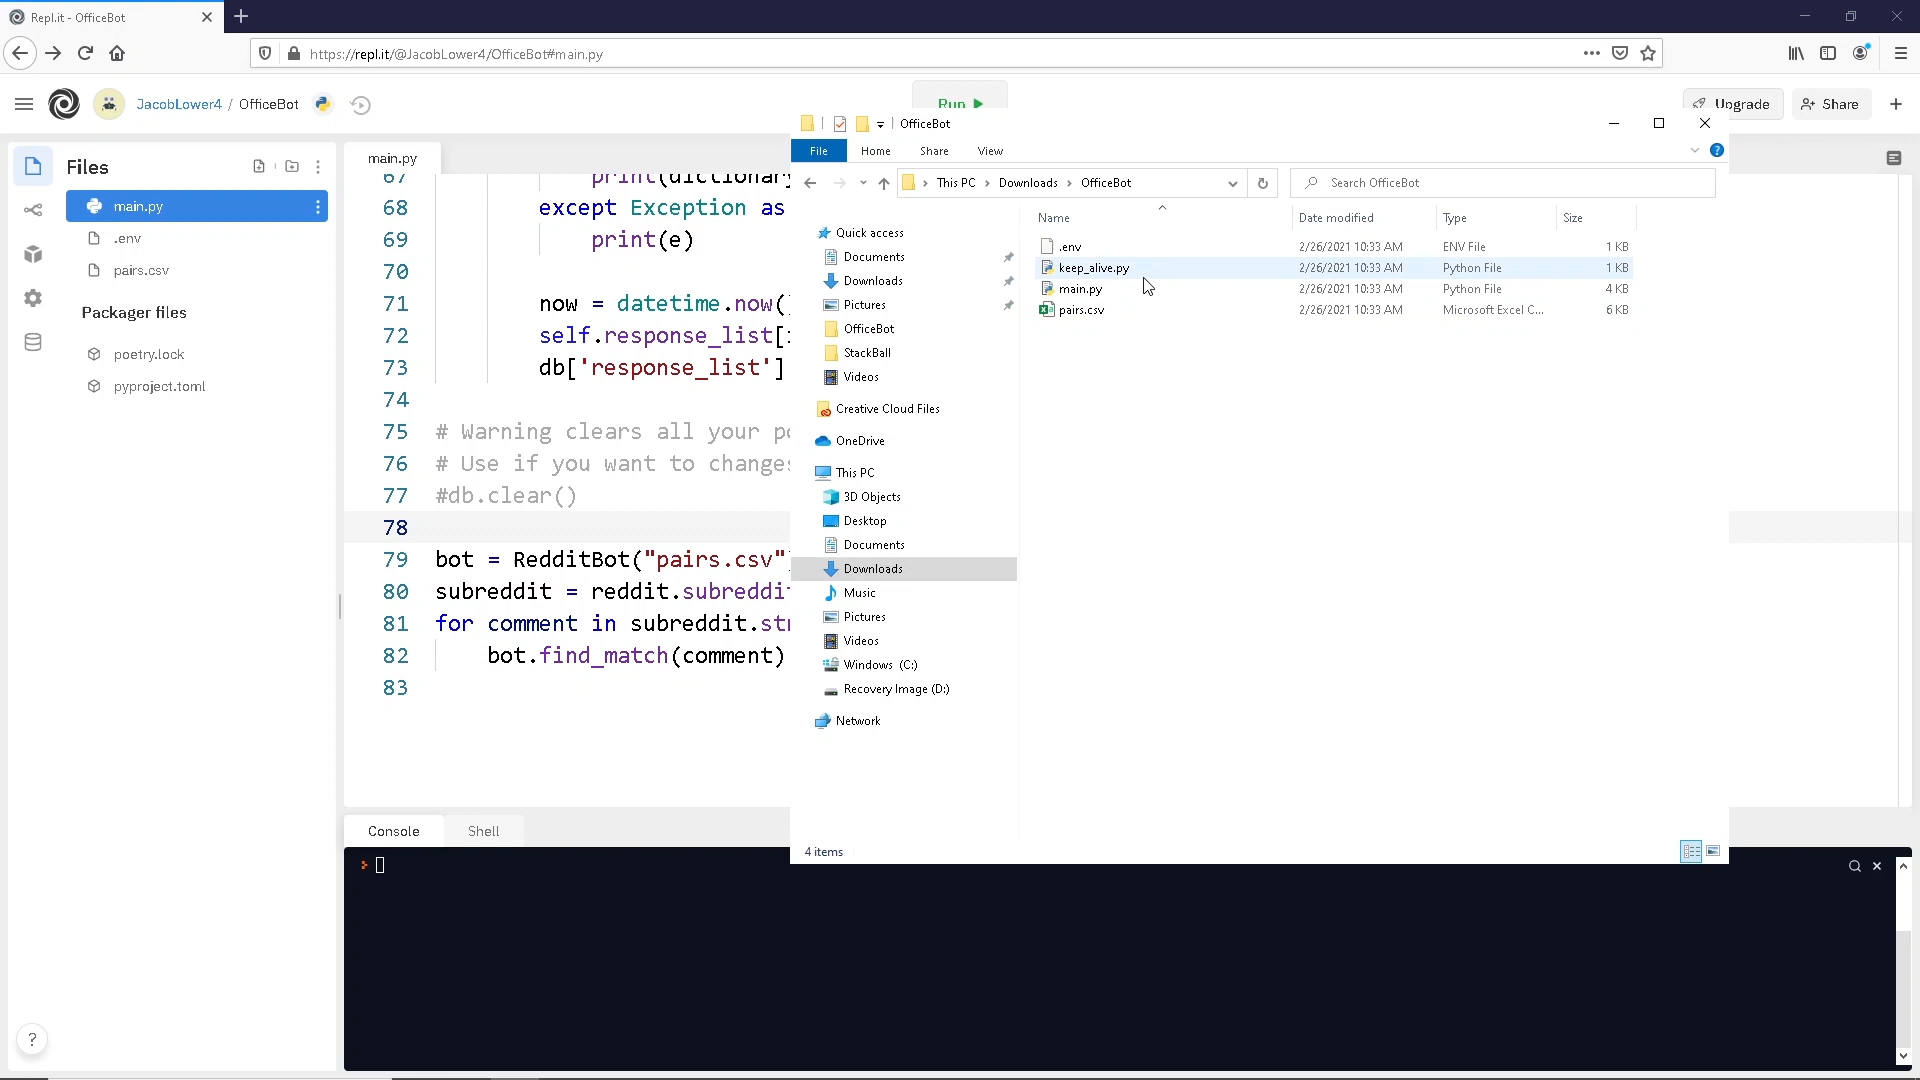 Repl.it - OfficeBot
https://repl.it/@JacobLower4/OfficeBot#main.py
JacobLower4 / OfficeBot
Run
Upgrade
Share
Files
main.py
.env
pairs.csv
Packager files
poetry.lock
pyproject.toml
main.py
67 print(dictionary
68 except Exception as
69 print(e)
70
71 now = datetime.now()
72 self.response_list[
73 db['response_list']
74
75 # Warning clears all your
76 # Use if you want to changes
77 #db.clear()
78
79 bot = RedditBot("pairs.csv")
80 subreddit = reddit.subreddit
81 for comment in subreddit.str
82 bot.find_match(comment)
83
Console
Shell
?
OfficeBot
File
Home
Share
View
?
This PC > Downloads > OfficeBot
Search OfficeBot
Name Date modified Type Size
.env 2/26/2021 10:33 AM ENV File 1 KB
keep_alive.py 2/26/2021 10:33 AM Python File 1 KB
main.py 2/26/2021 10:33 AM Python File 4 KB
pairs.csv 2/26/2021 10:33 AM Microsoft Excel C... 6 KB
Quick access
Documents
Downloads
Pictures
OfficeBot
StackBall
Videos
Creative Cloud Files
OneDrive
This PC
3D Objects
Desktop
Documents
Downloads
Music
Pictures
Videos
Windows (C:)
Recovery Image (D:)
Network
4 items